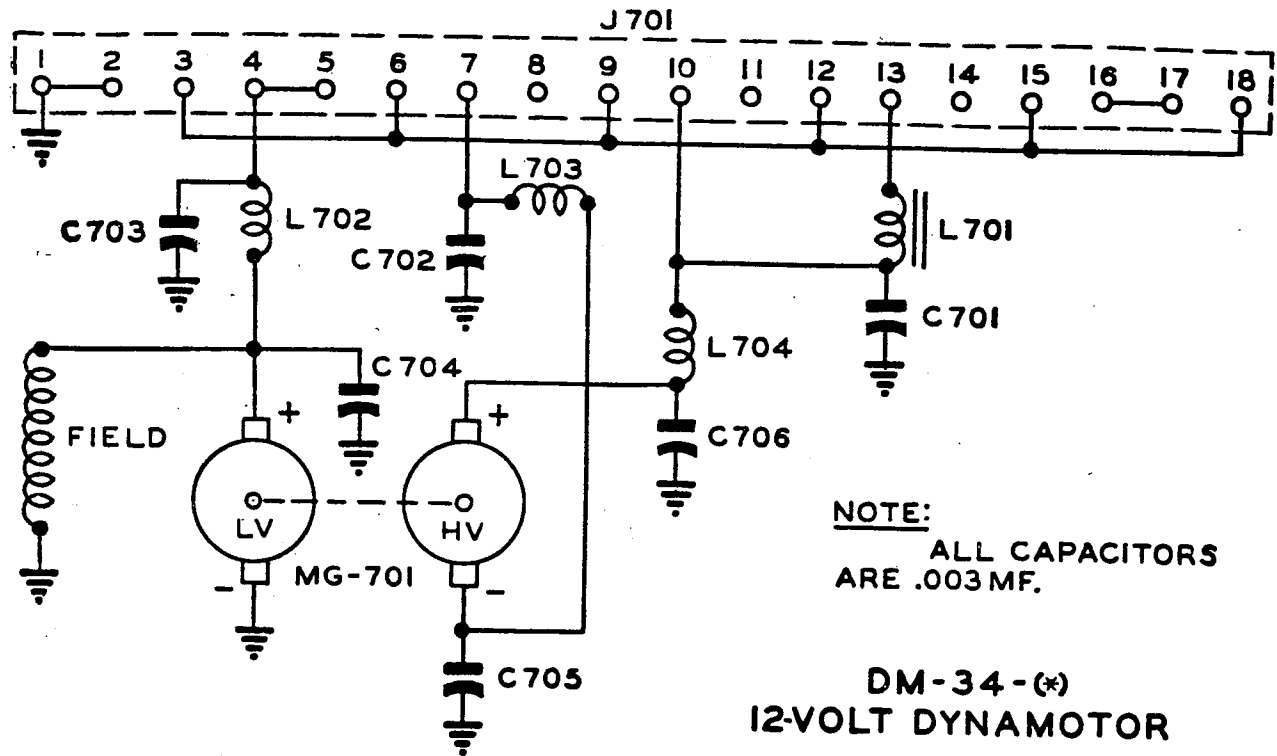 J701
1 2 3 4 5 6 7 8 9 10 11 12 13 14 15 16 17 18
L703
C703
L702
C702
L701
C701
L704
C704
+
+
FIELD
C706
LV
HV
NOTE:
ALL CAPACITORS
ARE .003 MF.
- MG-701
-
C705
DM-34-(*)
12-VOLT DYNAMOTOR